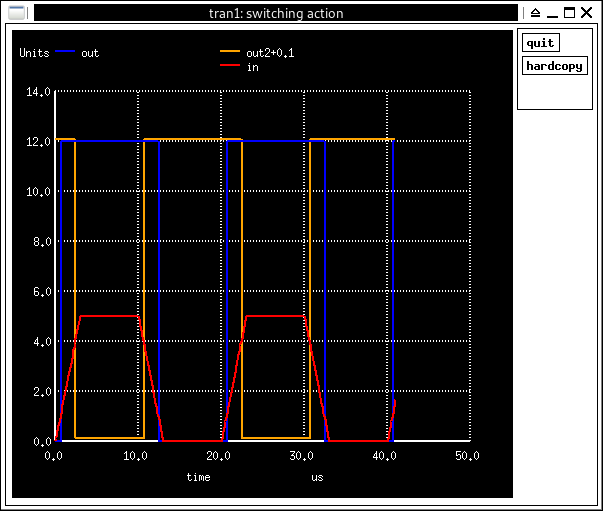 tran1: switching action
quit
hardcopy
Units out out2+0.1
in
14.0
12.0
10.0
8.0
6.0
4.0
2.0
0.0
0.0 10.0 20.0 30.0 40.0 50.0
time us